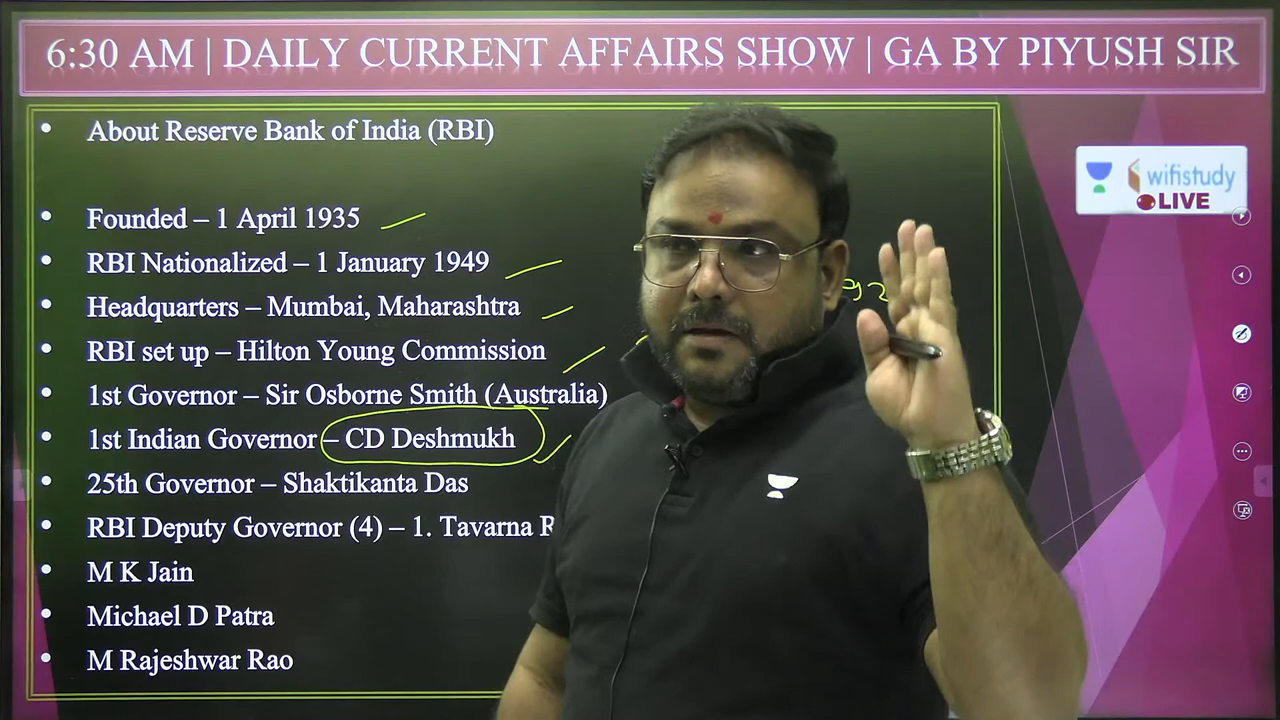 6:30 AM | DAILY CURRENT AFFAIRS SHOW | GA BY PIYUSH SIR
• About Reserve Bank of India (RBI)
wifistudy
LIVE
• Founded – 1 April 1935
• RBI Nationalized – 1 January 1949
• Headquarters – Mumbai, Maharashtra
• RBI set up – Hilton Young Commission
• 1st Governor – Sir Osborne Smith (Australia)
• 1st Indian Governor – CD Deshmukh
• 25th Governor – Shaktikanta Das
• RBI Deputy Governor (4) – 1. Tavarna R
• M K Jain
• Michael D Patra
• M Rajeshwar Rao